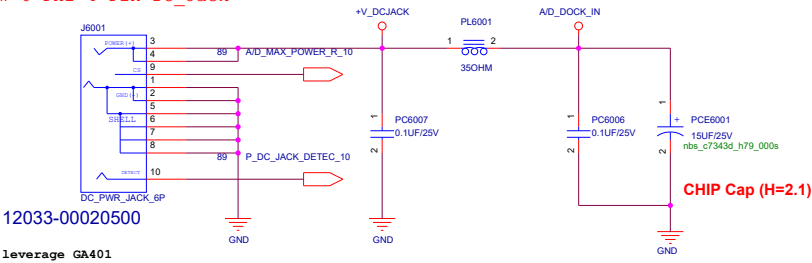 +V_DCJACK
PL6001
A/D_DOCK_IN
J6001
POWER(+)
3
4
89
A/D_MAX_POWER_R_10
1
2
35OHM
CS
9
1
GND(-)
2
5
SHELL
6
7
8
1
PC6007
0.1UF/25V
2
1
PC6006
0.1UF/25V
2
1
+
PCE6001
15UF/25V
nbs_c7343d_h79_000s
2
89
P_DC_JACK_DETEC_10
DETECT
10
DC_PWR_JACK_6P
CHIP Cap (H=2.1)
12033-00020500
GND
GND
GND
leverage GA401